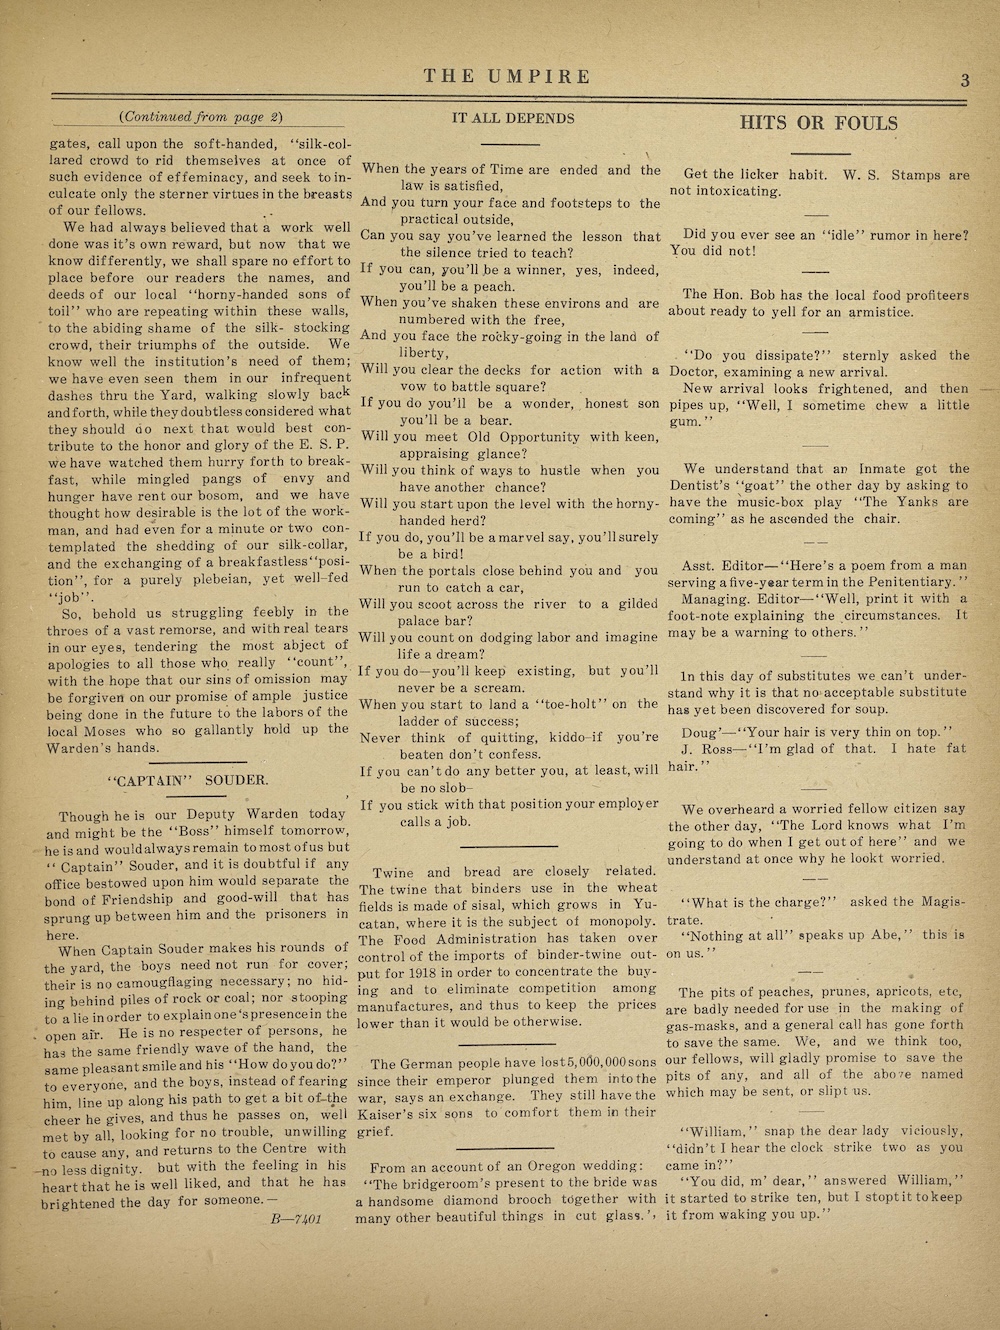 THE UMPIRE
3
(Continued from page 2)
gates, call upon the soft-handed, "silk-col-
lared crowd to rid themselves at once of
such evidence of effeminacy, and seek to in-
culcate only the sterner virtues in the breasts
of our fellows.
We had always believed that a work well
done was it's own reward, but now that we
know differently, we shall spare no effort to
place before our readers the names, and
deeds of our local "horny-handed sons of
toil" who are repeating within these walls,
to the abiding shame of the silk- stocking
crowd, their triumphs of the outside. We
know well the institution's need of them;
we have even seen them in our infrequent
dashes thru the Yard, walking slowly back
and forth, while they doubtless considered what
they should do next that would best con-
tribute to the honor and glory of the E. S. P.
we have watched them hurry forth to break-
fast, while mingled pangs of envy and
hunger have rent our bosom, and we have
thought how desirable is the lot of the work-
man, and had even for a minute or two con-
templated the shedding of our silk-collar,
and the exchanging of a breakfastless "posi-
tion", for a purely plebeian, yet well-fed
"job".
So, behold us struggling feebly in the
throes of a vast remorse, and with real tears
in our eyes, tendering the most abject of
apologies to all those who really "count",
with the hope that our sins of omission may
be forgiven on our promise of ample justice
being done in the future to the labors of the
local Moses who so gallantly hold up the
Warden's hands.
"CAPTAIN" SOUDER.
Though he is our Deputy Warden today
and might be the "Boss" himself tomorrow,
he is and would always remain to most of us but
" Captain" Souder, and it is doubtful if any
office bestowed upon him would separate the
bond of Friendship and good-will that has
sprung up between him and the prisoners in
here.
When Captain Souder makes his rounds of
the yard, the boys need not run for cover;
their is no camougflaging necessary; no hid-
ing behind piles of rock or coal; nor stooping
to a lie in order to explain one's presence in the
open air. He is no respecter of persons, he
has the same friendly wave of the hand, the
same pleasant smile and his "How do you do?"
to everyone, and the boys, instead of fearing
him, line up along his path to get a bit of the
cheer he gives, and thus he passes on, well
met by all, looking for no trouble, unwilling
to cause any, and returns to the Centre with
no less dignity. but with the feeling in his
heart that he is well liked, and that he has
brightened the day for someone.—
B—7401
IT ALL DEPENDS
When the years of Time are ended and the
law is satisfied,
And you turn your face and footsteps to the
practical outside,
Can you say you've learned the lesson that
the silence tried to teach?
If you can, you'll be a winner, yes, indeed,
you'll be a peach.
When you've shaken these environs and are
numbered with the free,
And you face the rocky-going in the land of
liberty,
Will you clear the decks for action with a
vow to battle square?
If you do you'll be a wonder, honest son
you'll be a bear.
Will you meet Old Opportunity with keen,
appraising glance?
Will you think of ways to hustle when you
have another chance?
Will you start upon the level with the horny-
handed herd?
If you do, you'll be a marvel say, you'll surely
be a bird!
When the portals close behind you and you
run to catch a car,
Will you scoot across the river to a gilded
palace bar?
Will you count on dodging labor and imagine
life a dream?
If you do—you'll keep existing, but you'll
never be a scream.
When you start to land a "toe-holt" on the
ladder of success;
Never think of quitting, kiddo-if you're
beaten don't confess.
If you can't do any better you, at least, will
be no slob-
If you stick with that position your employer
calls a job.
Twine and bread are closely related.
The twine that binders use in the wheat
fields is made of sisal, which grows in Yu-
catan, where it is the subject of monopoly.
The Food Administration has taken over
control of the imports of binder-twine out-
put for 1918 in order to concentrate the buy-
ing and to eliminate competition among
manufactures, and thus to keep the prices
lower than it would be otherwise.
The German people have lost 5,000,000 sons
since their emperor plunged them into the
war, says an exchange. They still have the
Kaiser's six sons to comfort them in their
grief.
From an account of an Oregon wedding:
"The bridgeroom's present to the bride was
a handsome diamond brooch together with
many other beautiful things in cut glass.',
HITS OR FOULS
Get the licker habit. W. S. Stamps are
not intoxicating.
Did you ever see an "idle" rumor in here?
You did not!
The Hon. Bob has the local food profiteers
about ready to yell for an armistice.
"Do you dissipate?" sternly asked the
Doctor, examining a new arrival.
New arrival looks frightened, and then
pipes up, "Well, I sometime chew a little
gum."
We understand that an Inmate got the
Dentist's "goat" the other day by asking to
have the music-box play "The Yanks are
coming" as he ascended the chair.
Asst. Editor—"Here's a poem from a man
serving a five-year term in the Penitentiary."
Managing. Editor—"Well, print it with a
foot-note explaining the circumstances. It
may be a warning to others."
In this day of substitutes we can't under-
stand why it is that no acceptable substitute
has yet been discovered for soup.
Doug'—"Your hair is very thin on top."
J. Ross—"I'm glad of that. I hate fat
hair."
We overheard a worried fellow citizen say
the other day, "The Lord knows what I'm
going to do when I get out of here" and we
understand at once why he lookt worried.
"What is the charge?" asked the Magis-
trate.
"Nothing at all" speaks up Abe," this is
on us."
The pits of peaches, prunes, apricots, etc,
are badly needed for use in the making of
gas-masks, and a general call has gone forth
to save the same. We, and we think too,
our fellows, will gladly promise to save the
pits of any, and all of the above named
which may be sent, or slipt us.
"William," snap the dear lady viciously,
"didn't I hear the clock strike two as you
came in?"
"You did, m' dear," answered William,"
it started to strike ten, but I stopt it to keep
it from waking you up."